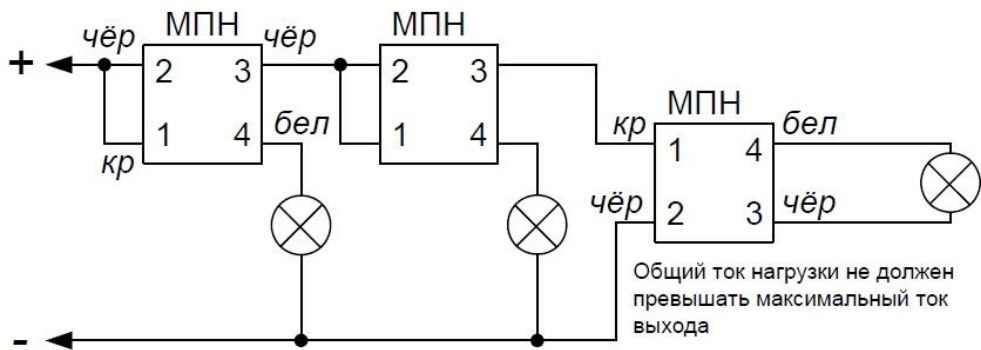 МПН
чёр
+
2 3
1 4
кр
чёр
бел
МПН
2 3
1 4
МПН
кр
бел
1 4
2 3
чёр
чёр
Общий ток нагрузки не должен
превышать максимальный ток
выхода
-